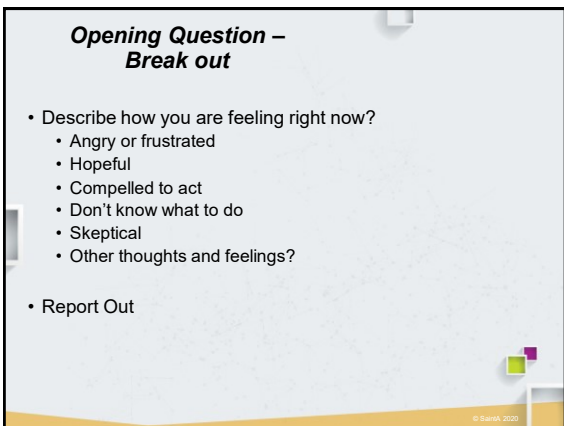 Opening Question –
Break out
• Describe how you are feeling right now?
• Angry or frustrated
• Hopeful
• Compelled to act
• Don't know what to do
• Skeptical
• Other thoughts and feelings?
• Report Out
© SaintA 2020